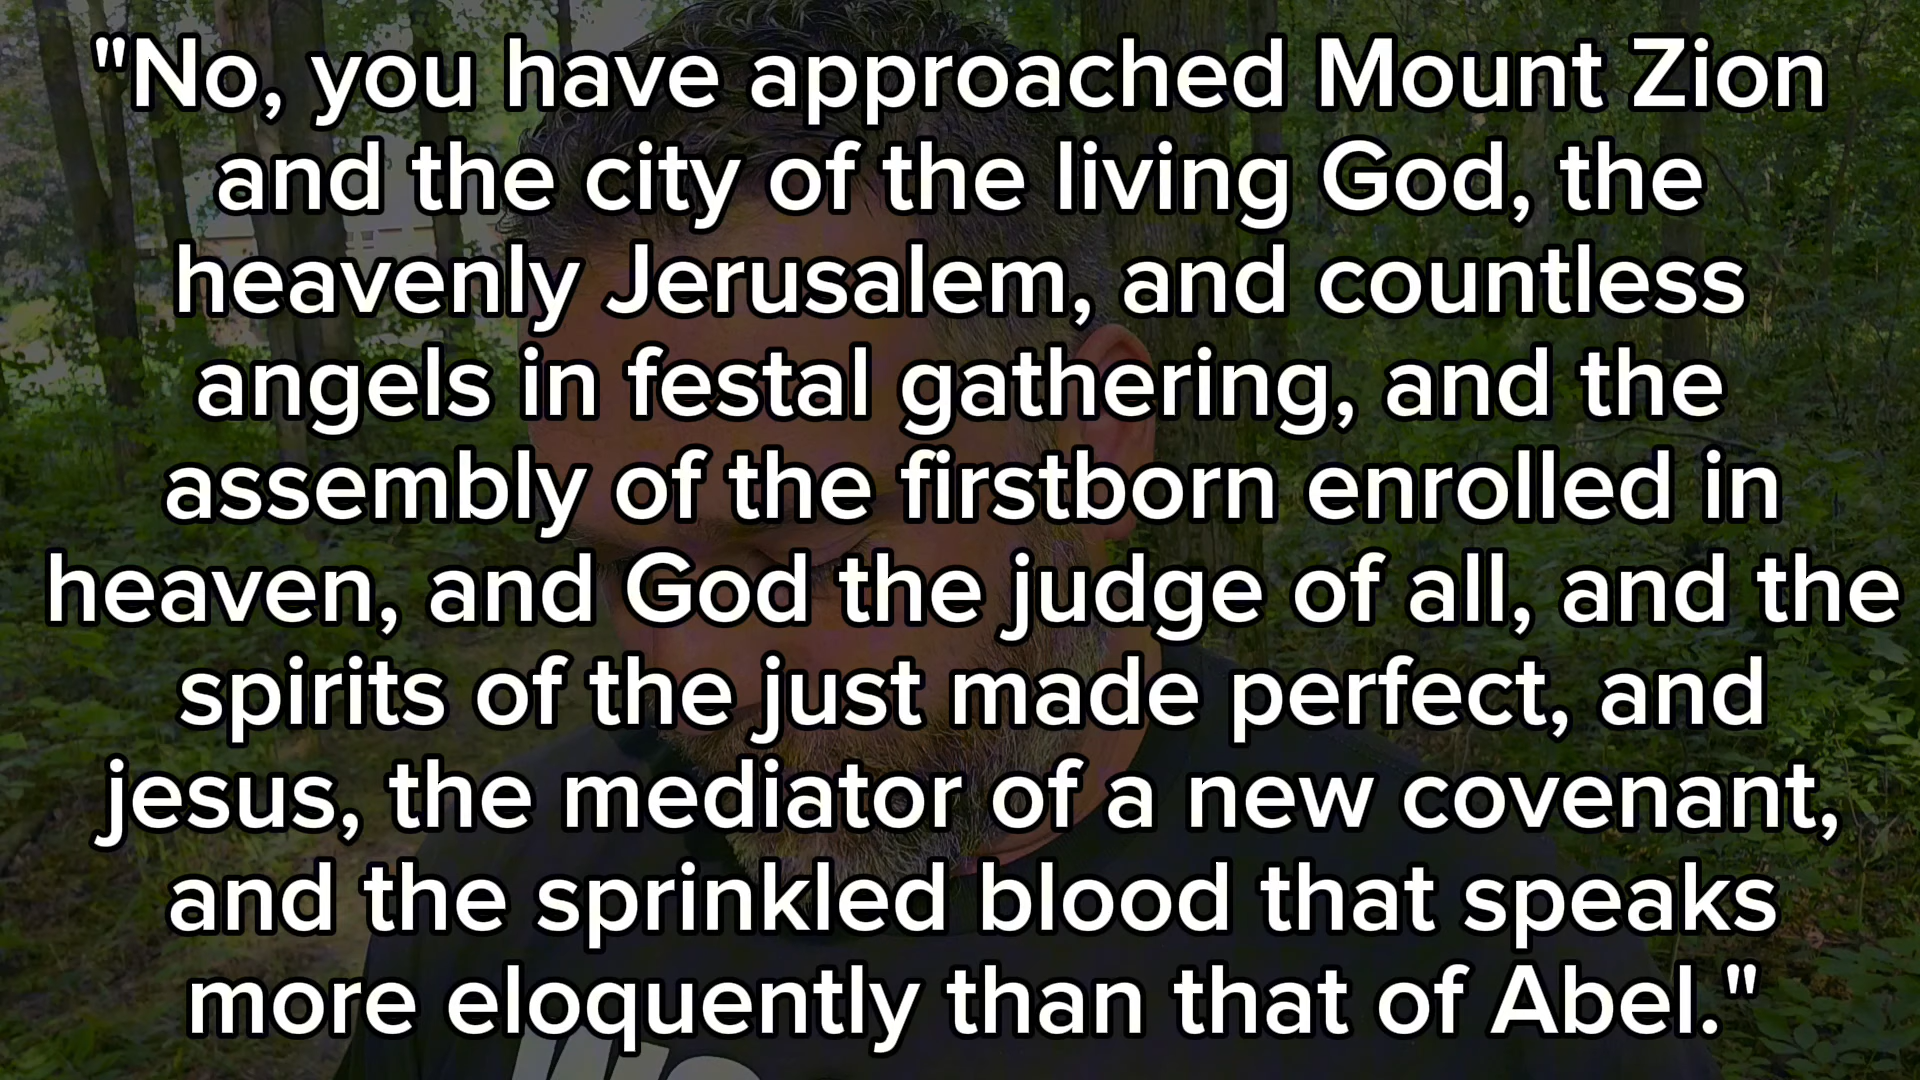 "No, you have approached Mount Zion
and the city of the living God, the
heavenly Jerusalem, and countless
angels in festal gathering, and the
assembly of the firstborn enrolled in
heaven, and God the judge of all, and the
spirits of the just made perfect, and
jesus, the mediator of a new covenant,
and the sprinkled blood that speaks
more eloquently than that of Abel."